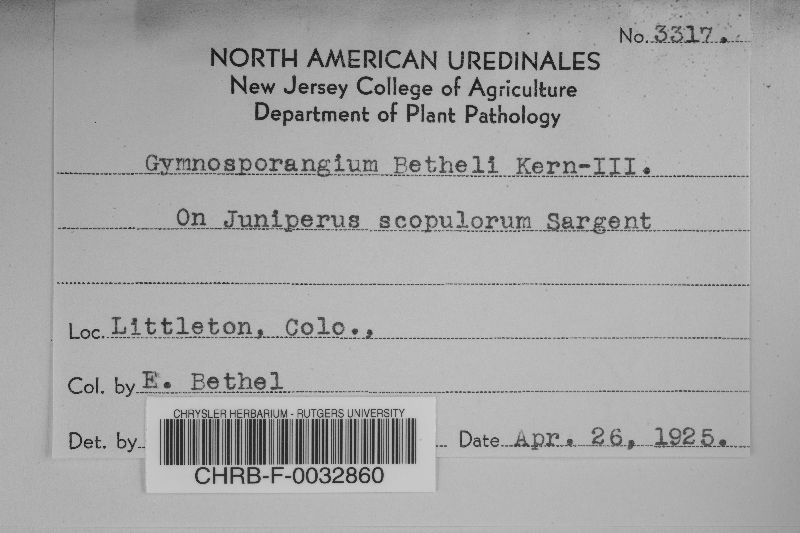 No. 3317.
NORTH AMERICAN UREDINALES
New Jersey College of Agriculture
Department of Plant Pathology
Gymnosporangium Betheli Kern-III.
On Juniperus scopulorum Sargent
Loc. Littleton, Colo.,
Col. by E. Bethel
CHRYSLER HERBARIUM - RUTGERS UNIVERSITY
Det. by Date Apr. 26, 1925.
CHRB-F-0032860